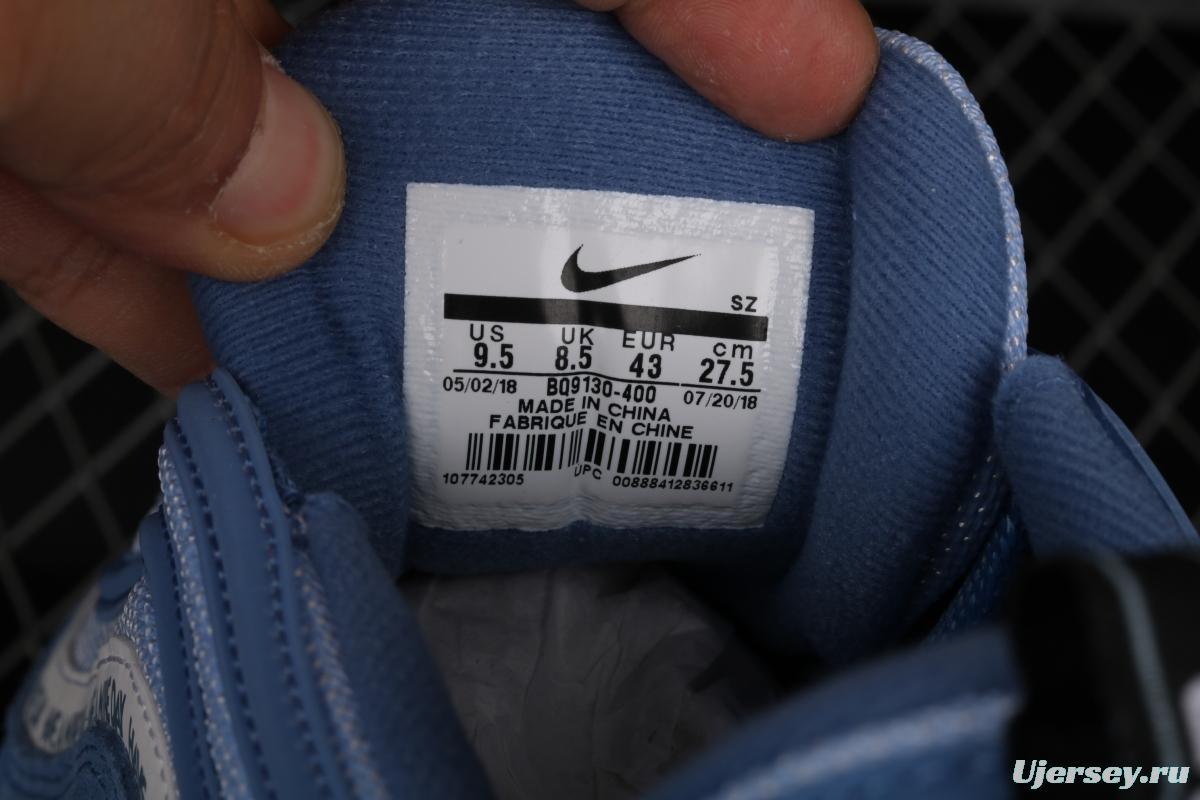 SZ
US UK EUR cm
9.5 8.5 43 27.5
05/02/18 BQ9130-400 07/20/18
MADE IN CHINA
FABRIQUE EN CHINE
107742305 UPC 00888412836611
Ujersey.ru